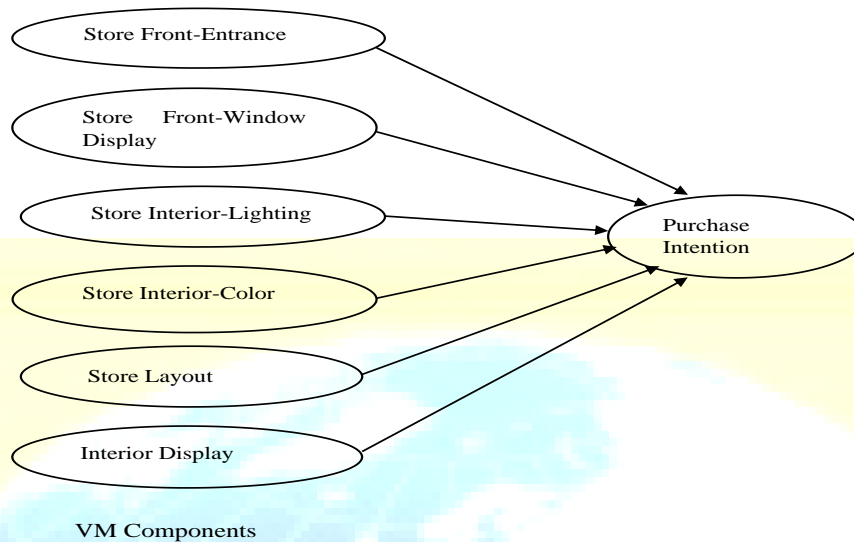 Store Front-Entrance
Store Front-Window
Display
Store Interior-Lighting
Purchase
Intention
Store Interior-Color
Store Layout
Interior Display
VM Components